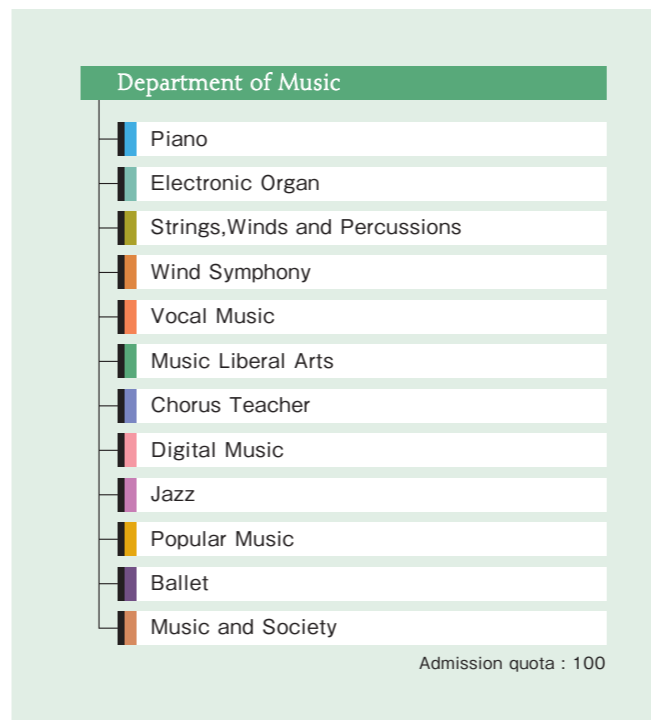 Department of Music
Piano
Electronic Organ
Strings,Winds and Percussions
Wind Symphony
Vocal Music
Music Liberal Arts
Chorus Teacher
Digital Music
Jazz
Popular Music
Ballet
Music and Society
Admission quota : 100